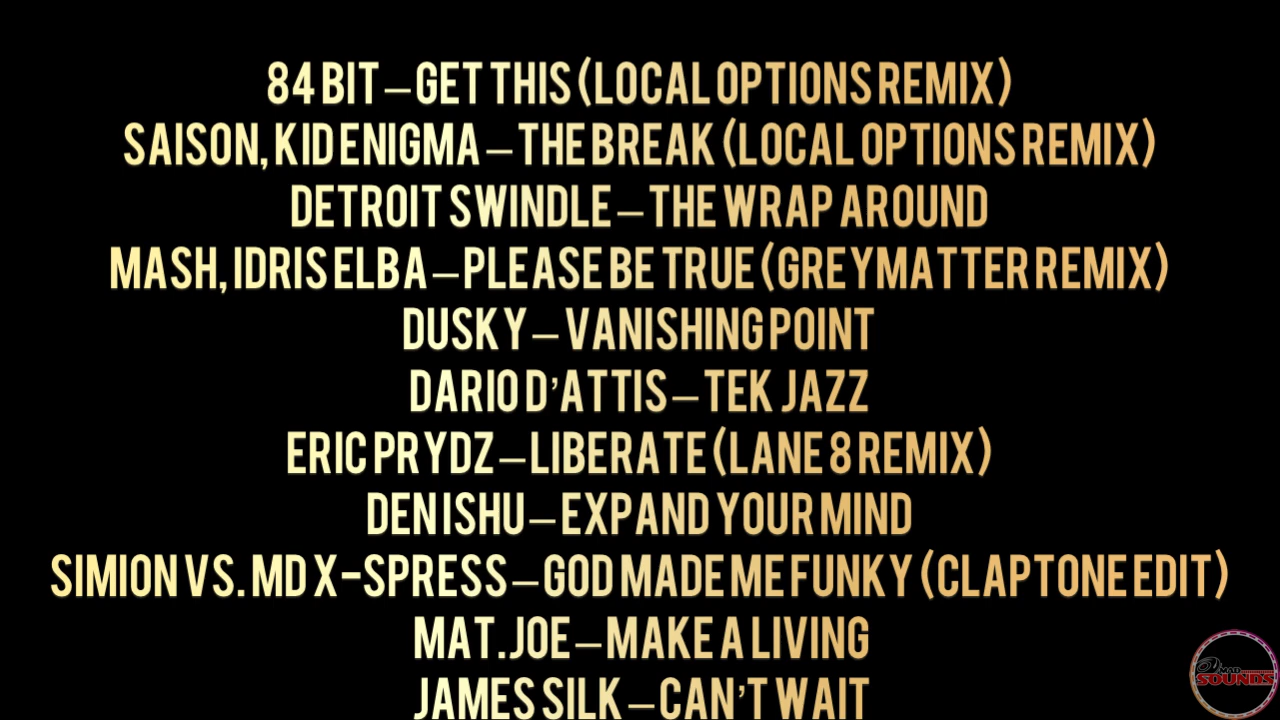 84 BIT – GET THIS (LOCAL OPTIONS REMIX)
SAISON, KID ENIGMA – THE BREAK (LOCAL OPTIONS REMIX)
DETROIT SWINDLE – THE WRAP AROUND
MASH, IDRIS ELBA – PLEASE BE TRUE (GREYMATTER REMIX)
DUSKY – VANISHING POINT
DARIO D'ATTIS – TEK JAZZ
ERIC PRYDZ – LIBERATE (LANE 8 REMIX)
DEN ISHU – EXPAND YOUR MIND
SIMION VS. MD X-SPRESS – GOD MADE ME FUNKY (CLAPTONE EDIT)
MAT.JOE – MAKE A LIVING
JAMES SILK – CAN'T WAIT
MAD
SOUNDS